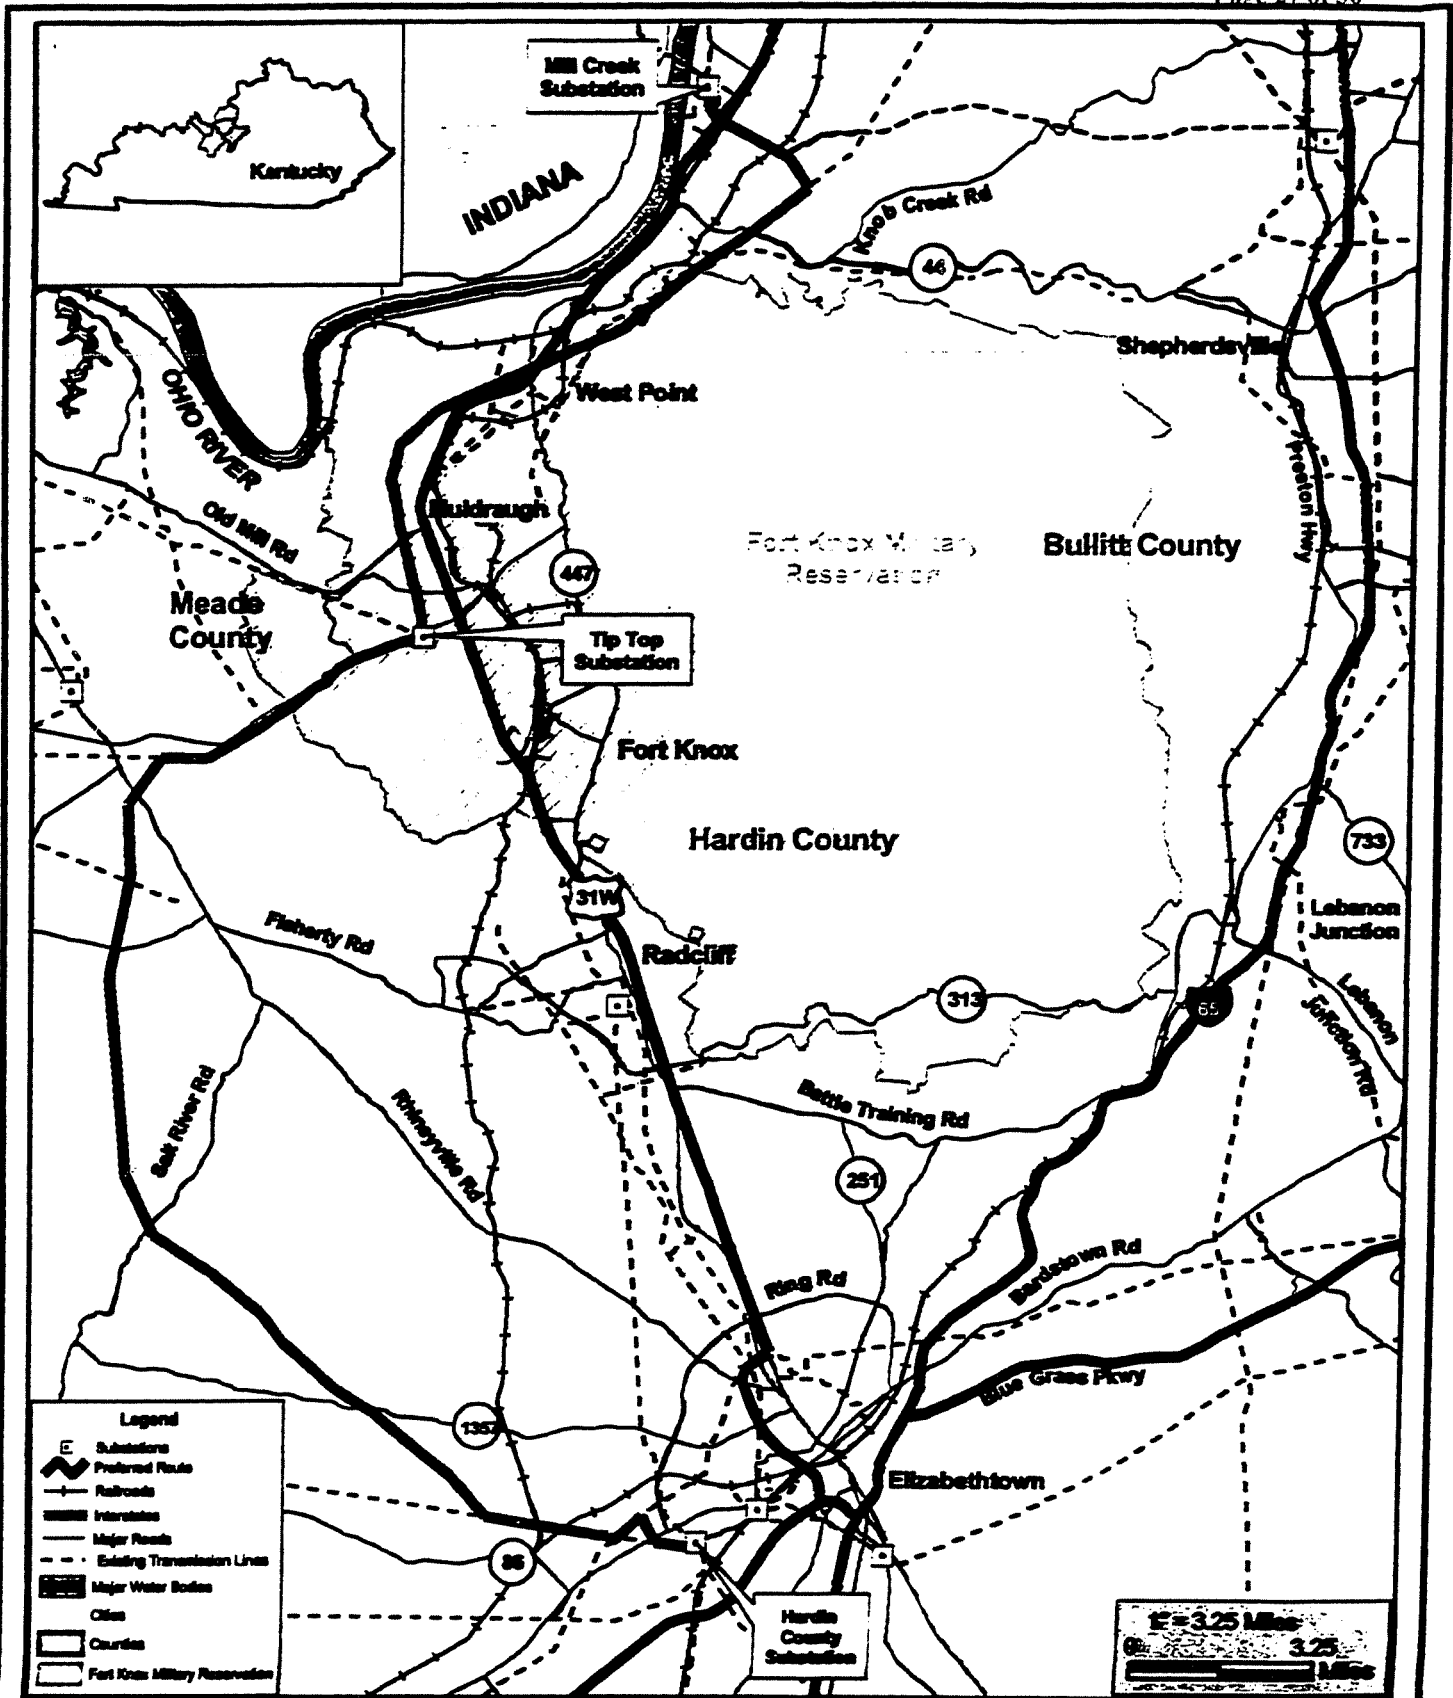 Kentucky
Mill Creek
Substation
INDIANA
Knob Creek Rd
44
Shepherdsville
OHIO RIVER
West Point
Preston Hwy
Old Mill Rd
Muldraugh
Fort Knox Military
Reservation
Bullitt County
447
Meade
County
Tip Top
Substation
Fort Knox
Hardin County
733
31W
Lebanon
Junction
Flaherty Rd
Radcliff
313
65
Lebanon
Junction Rd
Salt River Rd
Rhineyville Rd
Battle Training Rd
251
Ring Rd
Bardstown Rd
Blue Grass Pkwy
1357
Elizabethtown
86
Hardin
County
Substation
Legend
Substations
Preferred Route
Railroads
Interstates
Major Roads
Existing Transmission Lines
Major Water Bodies
Cities
Counties
Fort Knox Military Reservation
1" = 3.25 Miles
0 3.25
Miles